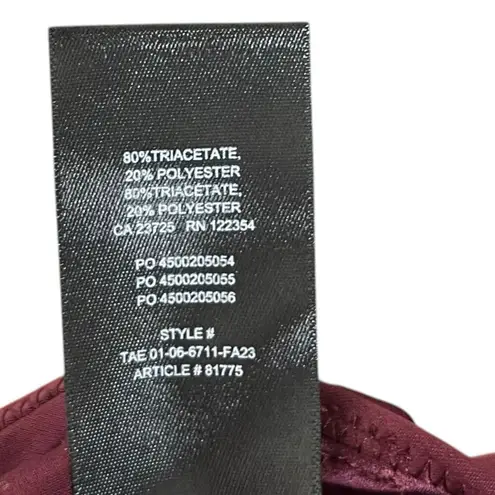 80%TRIACETATE,
20% POLYESTER
80%TRIACETATE,
20% POLYESTER
CA 23725 RN 122354
PO 4500205054
PO 4500205055
PO 4500205056
STYLE #
TAE 01-06-6711-FA23
ARTICLE # 81775